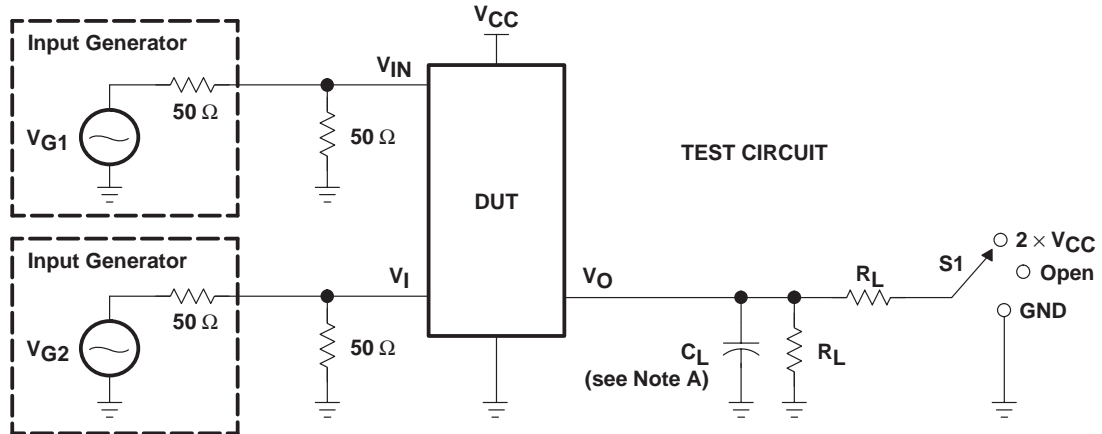 Input Generator
VG1
50 Ω
50 Ω
VIN
VCC
DUT
TEST CIRCUIT
Input Generator
VG2
50 Ω
50 Ω
VI
VO
CL
(see Note A)
RL
RL
S1
2 × VCC
Open
GND